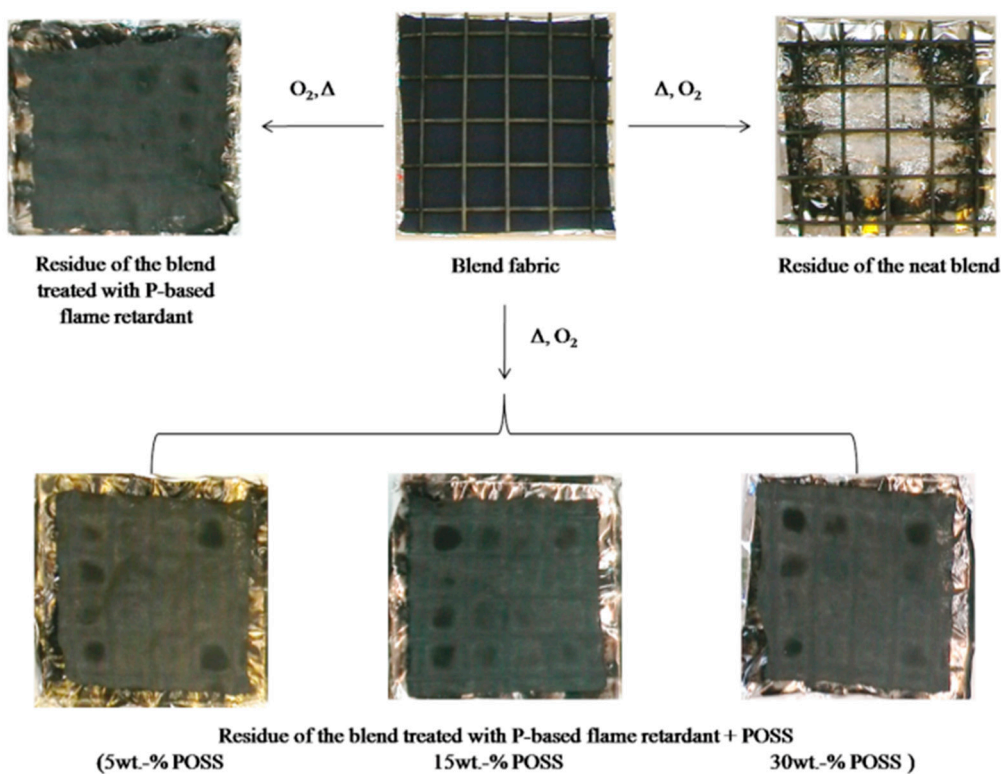 O₂, Δ
Δ, O₂
Residue of the blend
treated with P-based
flame retardant
Blend fabric
Residue of the neat blend
Δ, O₂
Residue of the blend treated with P-based flame retardant + POSS
(5wt.-% POSS
15wt.-% POSS
30wt.-% POSS )